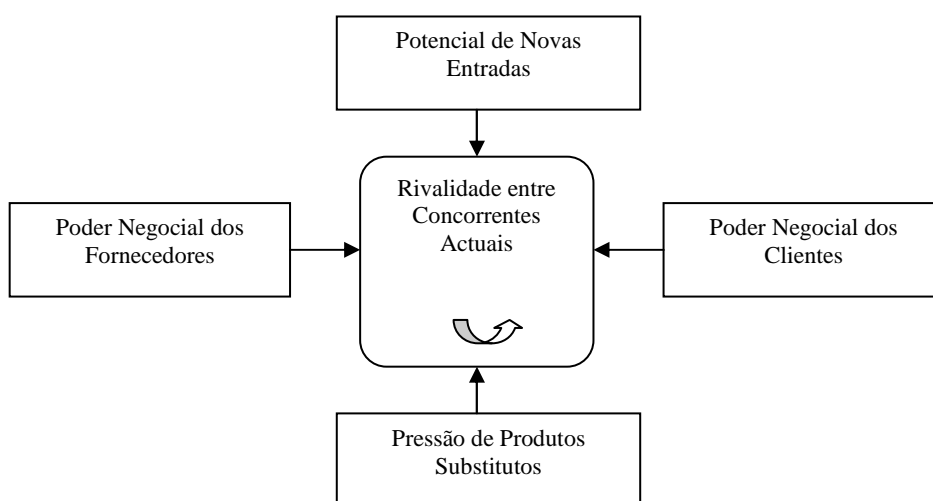 Potencial de Novas
Entradas
Rivalidade entre
Concorrentes
Actuais
Poder Negocial dos
Fornecedores
Poder Negocial dos
Clientes
Pressão de Produtos
Substitutos